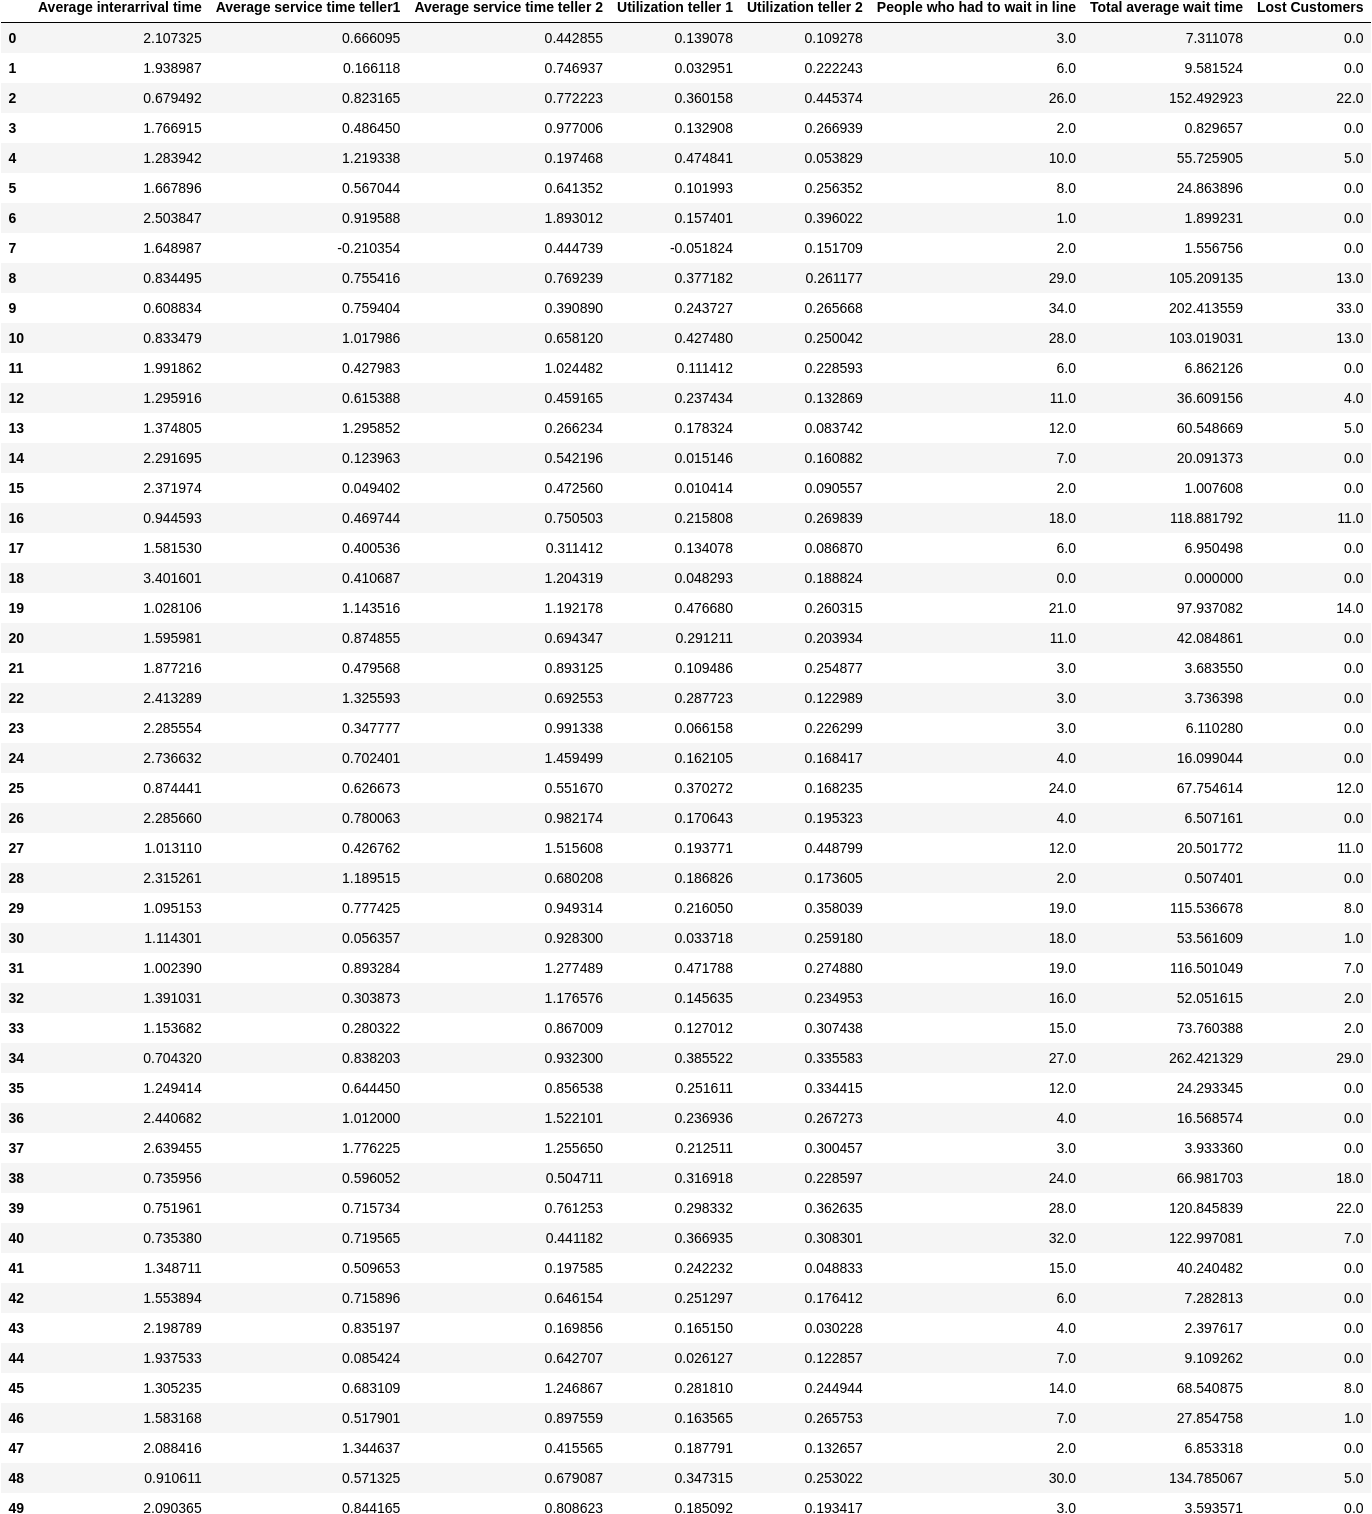 Average interarrival time Average service time teller1 Average service time teller 2 Utilization teller 1 Utilization teller 2 People who had to wait in line Total average wait time Lost Customers
0 2.107325 0.666095 0.442855 0.139078 0.109278 3.0 7.311078 0.0
1 1.938987 0.166118 0.746937 0.032951 0.222243 6.0 9.581524 0.0
2 0.679492 0.823165 0.772223 0.360158 0.445374 26.0 152.492923 22.0
3 1.766915 0.486450 0.977006 0.132908 0.266939 2.0 0.829657 0.0
4 1.283942 1.219338 0.197468 0.474841 0.053829 10.0 55.725905 5.0
5 1.667896 0.567044 0.641352 0.101993 0.256352 8.0 24.863896 0.0
6 2.503847 0.919588 1.893012 0.157401 0.396022 1.0 1.899231 0.0
7 1.648987 -0.210354 0.444739 -0.051824 0.151709 2.0 1.556756 0.0
8 0.834495 0.755416 0.769239 0.377182 0.261177 29.0 105.209135 13.0
9 0.608834 0.759404 0.390890 0.243727 0.265668 34.0 202.413559 33.0
10 0.833479 1.017986 0.658120 0.427480 0.250042 28.0 103.019031 13.0
11 1.991862 0.427983 1.024482 0.111412 0.228593 6.0 6.862126 0.0
12 1.295916 0.615388 0.459165 0.237434 0.132869 11.0 36.609156 4.0
13 1.374805 1.295852 0.266234 0.178324 0.083742 12.0 60.548669 5.0
14 2.291695 0.123963 0.542196 0.015146 0.160882 7.0 20.091373 0.0
15 2.371974 0.049402 0.472560 0.010414 0.090557 2.0 1.007608 0.0
16 0.944593 0.469744 0.750503 0.215808 0.269839 18.0 118.881792 11.0
17 1.581530 0.400536 0.311412 0.134078 0.086870 6.0 6.950498 0.0
18 3.401601 0.410687 1.204319 0.048293 0.188824 0.0 0.000000 0.0
19 1.028106 1.143516 1.192178 0.476680 0.260315 21.0 97.937082 14.0
20 1.595981 0.874855 0.694347 0.291211 0.203934 11.0 42.084861 0.0
21 1.877216 0.479568 0.893125 0.109486 0.254877 3.0 3.683550 0.0
22 2.413289 1.325593 0.692553 0.287723 0.122989 3.0 3.736398 0.0
23 2.285554 0.347777 0.991338 0.066158 0.226299 3.0 6.110280 0.0
24 2.736632 0.702401 1.459499 0.162105 0.168417 4.0 16.099044 0.0
25 0.874441 0.626673 0.551670 0.370272 0.168235 24.0 67.754614 12.0
26 2.285660 0.780063 0.982174 0.170643 0.195323 4.0 6.507161 0.0
27 1.013110 0.426762 1.515608 0.193771 0.448799 12.0 20.501772 11.0
28 2.315261 1.189515 0.680208 0.186826 0.173605 2.0 0.507401 0.0
29 1.095153 0.777425 0.949314 0.216050 0.358039 19.0 115.536678 8.0
30 1.114301 0.056357 0.928300 0.033718 0.259180 18.0 53.561609 1.0
31 1.002390 0.893284 1.277489 0.471788 0.274880 19.0 116.501049 7.0
32 1.391031 0.303873 1.176576 0.145635 0.234953 16.0 52.051615 2.0
33 1.153682 0.280322 0.867009 0.127012 0.307438 15.0 73.760388 2.0
34 0.704320 0.838203 0.932300 0.385522 0.335583 27.0 262.421329 29.0
35 1.249414 0.644450 0.856538 0.251611 0.334415 12.0 24.293345 0.0
36 2.440682 1.012000 1.522101 0.236936 0.267273 4.0 16.568574 0.0
37 2.639455 1.776225 1.255650 0.212511 0.300457 3.0 3.933360 0.0
38 0.735956 0.596052 0.504711 0.316918 0.228597 24.0 66.981703 18.0
39 0.751961 0.715734 0.761253 0.298332 0.362635 28.0 120.845839 22.0
40 0.735380 0.719565 0.441182 0.366935 0.308301 32.0 122.997081 7.0
41 1.348711 0.509653 0.197585 0.242232 0.048833 15.0 40.240482 0.0
42 1.553894 0.715896 0.646154 0.251297 0.176412 6.0 7.282813 0.0
43 2.198789 0.835197 0.169856 0.165150 0.030228 4.0 2.397617 0.0
44 1.937533 0.085424 0.642707 0.026127 0.122857 7.0 9.109262 0.0
45 1.305235 0.683109 1.246867 0.281810 0.244944 14.0 68.540875 8.0
46 1.583168 0.517901 0.897559 0.163565 0.265753 7.0 27.854758 1.0
47 2.088416 1.344637 0.415565 0.187791 0.132657 2.0 6.853318 0.0
48 0.910611 0.571325 0.679087 0.347315 0.253022 30.0 134.785067 5.0
49 2.090365 0.844165 0.808623 0.185092 0.193417 3.0 3.593571 0.0